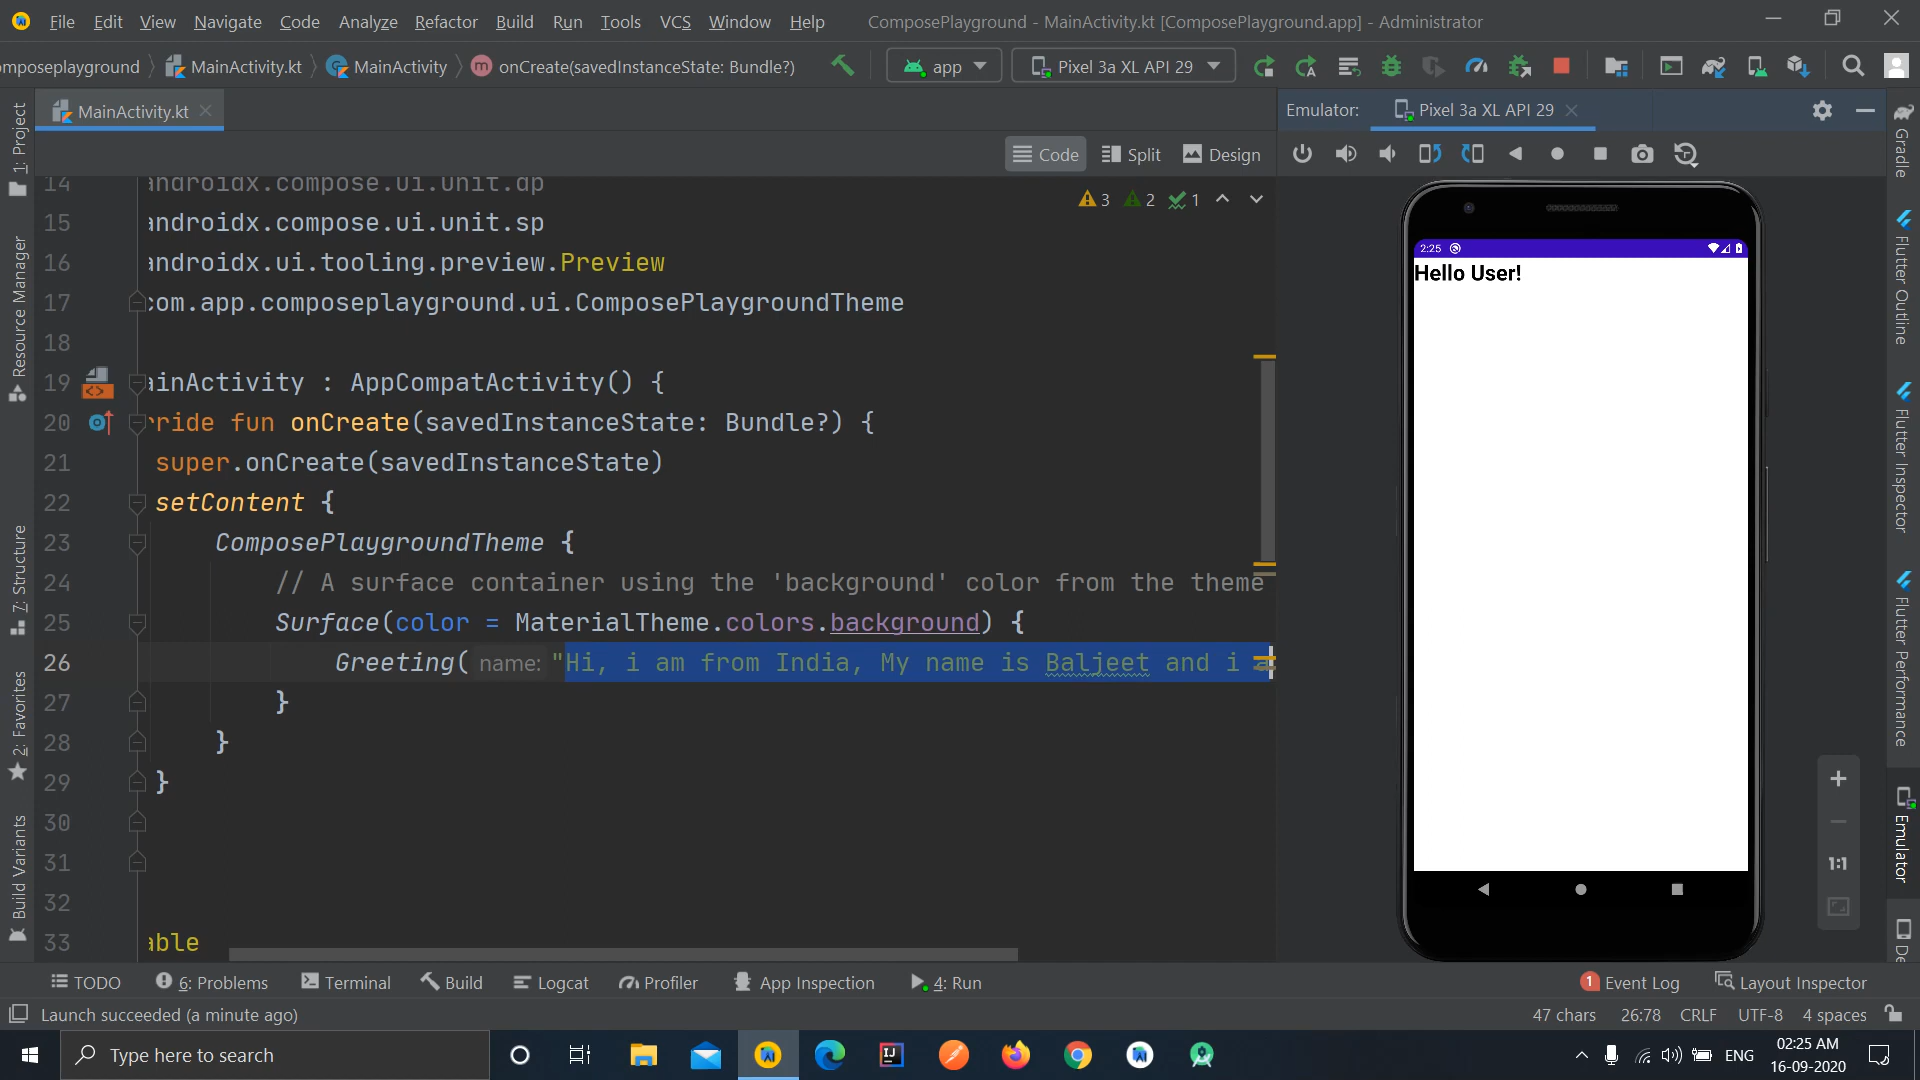 File Edit View Navigate Code Analyze Refactor Build Run Tools VCS Window Help ComposePlayground - MainActivity.kt [ComposePlayground.app] - Administrator
omposeplayground MainActivity.kt MainActivity m onCreate(savedInstanceState: Bundle?) app Pixel 3a XL API 29
MainActivity.kt
Emulator: Pixel 3a XL API 29
Code Split Design
14 androidx.compose.ui.unit.dp
3 2 1
15 androidx.compose.ui.unit.sp
16 androidx.ui.tooling.preview.Preview
17 com.app.composeplayground.ui.ComposePlaygroundTheme
18
19 ainActivity : AppCompatActivity() {
20 rride fun onCreate(savedInstanceState: Bundle?) {
21 super.onCreate(savedInstanceState)
22 setContent {
23 ComposePlaygroundTheme {
24 // A surface container using the 'background' color from the theme
25 Surface(color = MaterialTheme.colors.background) {
26 Greeting( name: "Hi, i am from India, My name is Baljeet and i a
27 }
28 }
29 }
30
31
32
33 able
1: Project
Resource Manager
7: Structure
2: Favorites
Build Variants
2:25
Hello User!
1:1
Gradle
Flutter Outline
Flutter Inspector
Flutter Performance
Emulator
De
TODO 6: Problems Terminal Build Logcat Profiler App Inspection 4: Run 1 Event Log Layout Inspector
Launch succeeded (a minute ago) 47 chars 26:78 CRLF UTF-8 4 spaces
Type here to search
ENG
02:25 AM
16-09-2020